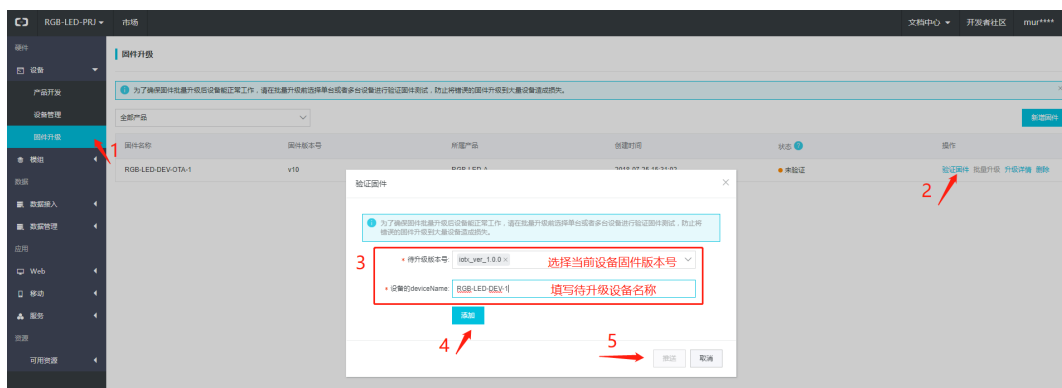 RGB-LED-PRJ
市场
文档中心
开发者社区
mur****
硬件
设备
产品开发
设备管理
固件升级
模组
数据
数据接入
数据管理
应用
Web
移动
服务
资源
可用资源
固件升级
为了确保固件批量升级后设备能正常工作，请在批量升级前选择单台或者多台设备进行验证固件测试，防止将错误的固件升级到大量设备造成损失。
全部产品
新增固件
固件名称 固件版本号 所属产品 创建时间 状态 操作
RGB-LED-DEV-OTA-1 v10 RGB-LED-A 未验证 验证固件 批量升级 升级详情 删除
1
2
验证固件
为了确保固件批量升级后设备能正常工作，请在批量升级前选择单台或者多台设备进行验证固件测试，防止将
错误的固件升级到大量设备造成损失。
3
* 待升级版本号: iotx_ver_1.0.0 × 选择当前设备固件版本号
* 设备的deviceName: RGB-LED-DEV-1 填写待升级设备名称
添加
4
5
取消